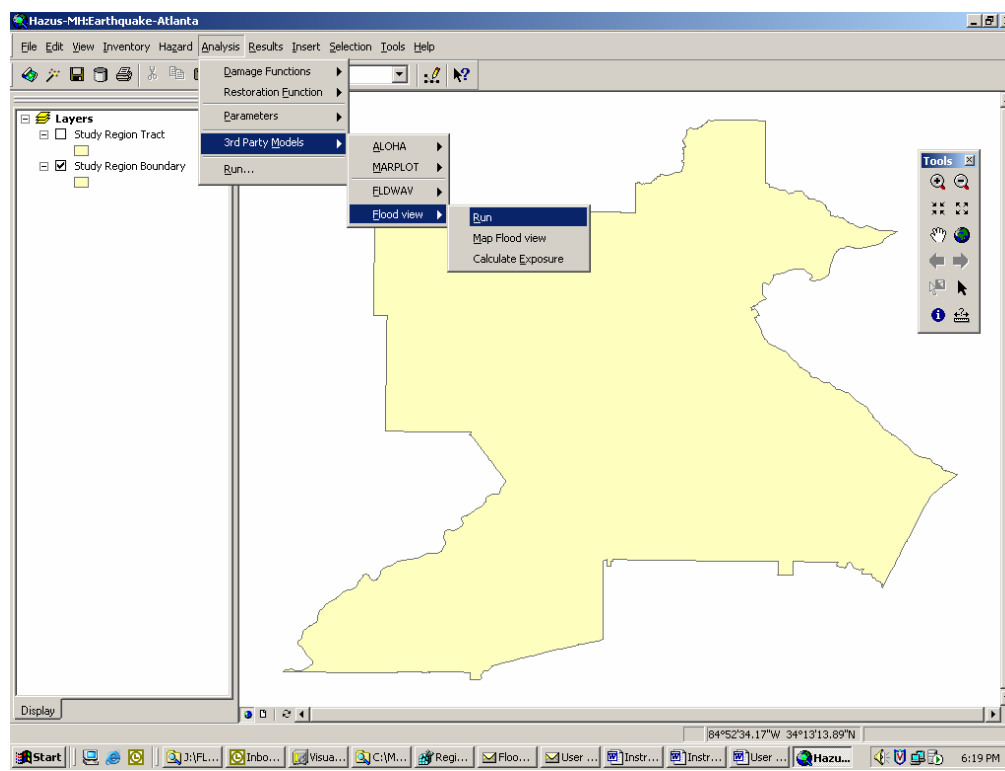 Hazus-MH:Earthquake-Atlanta
File Edit View Inventory Hazard Analysis Results Insert Selection Tools Help
Damage Functions
Restoration Function
Parameters
3rd Party Models
Run...
ALOHA
MARPLOT
FLDWAV
Flood view
Run
Map Flood view
Calculate Exposure
Layers
Study Region Tract
Study Region Boundary
Tools
Display
84°52'34.17"W 34°13'13.89"N
Start J:\FL... Inbo... Visua... C:\M... Regi... Floo... User ... Instr... Instr... User ... Hazu... 6:19 PM